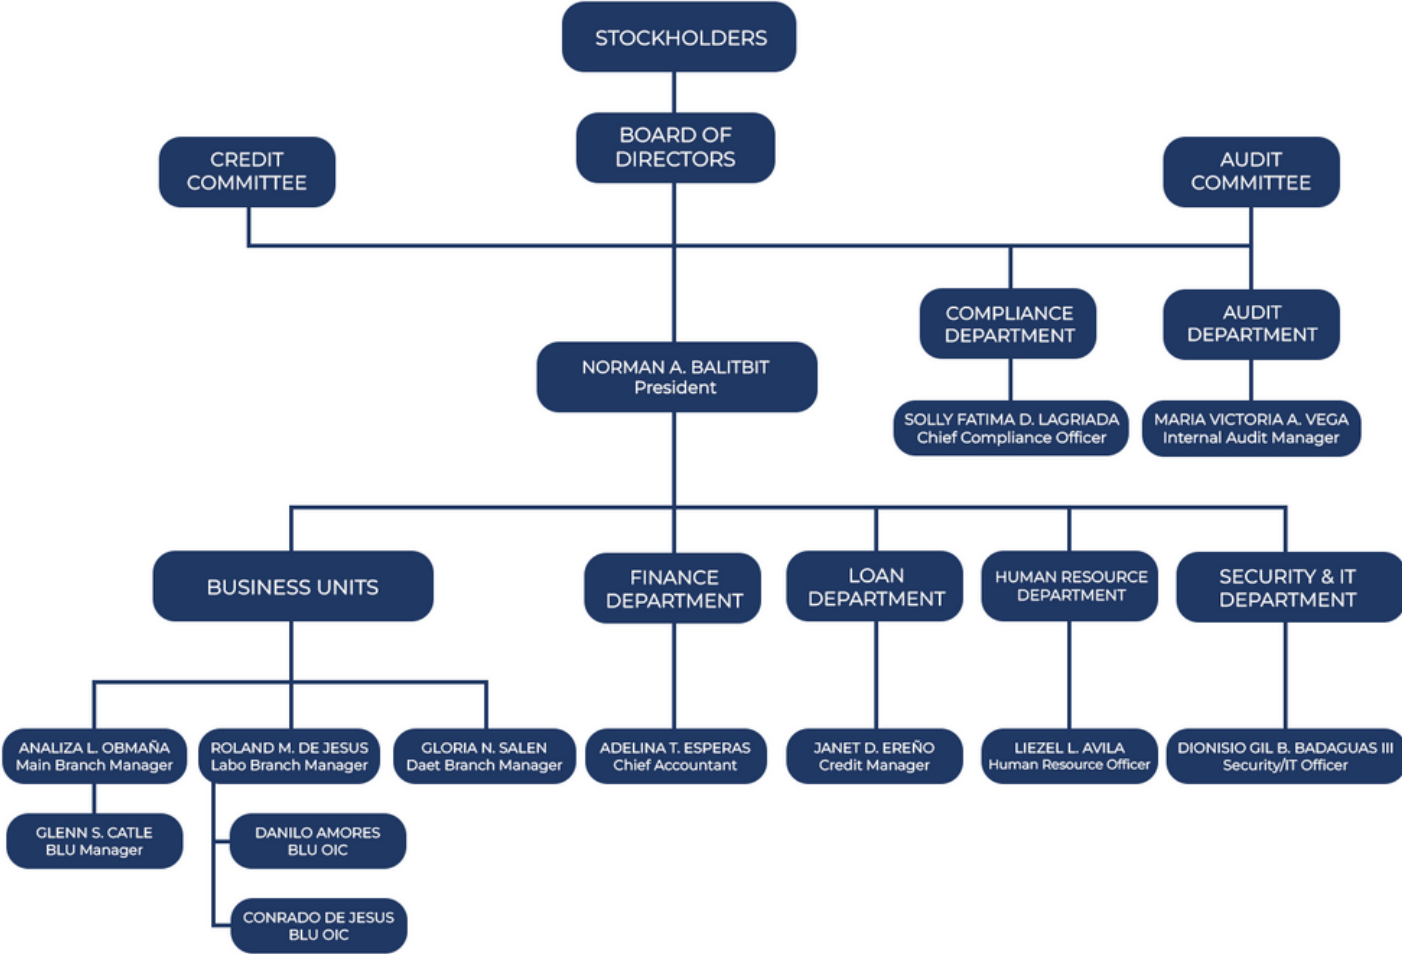 STOCKHOLDERS
BOARD OF
DIRECTORS
CREDIT
COMMITTEE
AUDIT
COMMITTEE
COMPLIANCE
DEPARTMENT
AUDIT
DEPARTMENT
NORMAN A. BALITBIT
President
SOLLY FATIMA D. LAGRIADA
Chief Compliance Officer
MARIA VICTORIA A. VEGA
Internal Audit Manager
BUSINESS UNITS
FINANCE
DEPARTMENT
LOAN
DEPARTMENT
HUMAN RESOURCE
DEPARTMENT
SECURITY & IT
DEPARTMENT
ANALIZA L. OBMAÑA
Main Branch Manager
ROLAND M. DE JESUS
Labo Branch Manager
GLORIA N. SALEN
Daet Branch Manager
ADELINA T. ESPERAS
Chief Accountant
JANET D. EREÑO
Credit Manager
LIEZEL L. AVILA
Human Resource Officer
DIONISIO GIL B. BADAGUAS III
Security/IT Officer
GLENN S. CATLE
BLU Manager
DANILO AMORES
BLU OIC
CONRADO DE JESUS
BLU OIC